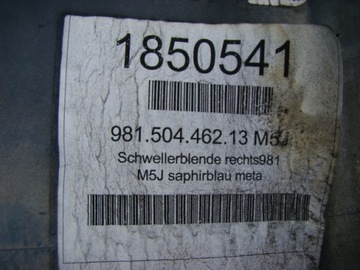 1850541
981.504.462.13 M5J
Schwellerblende rechts981
M5J saphirblau meta